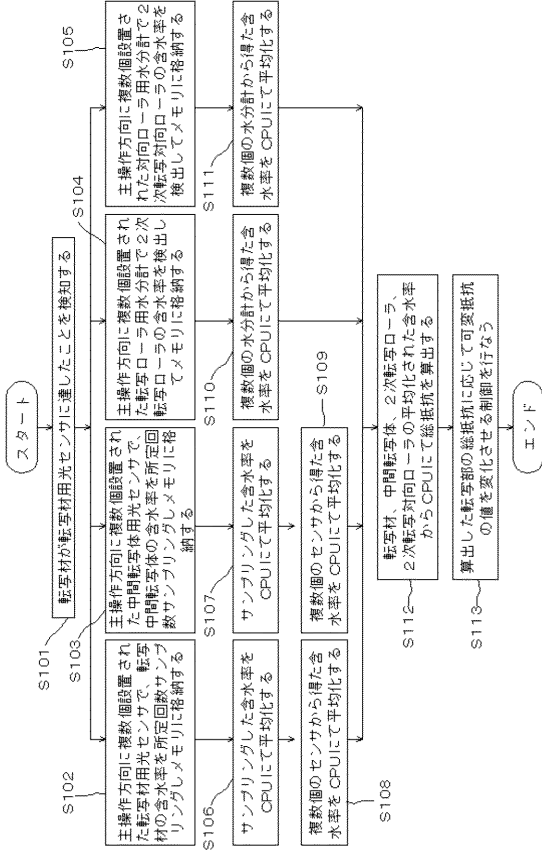 スタート
S101
転写材が転写材用光センサに達したことを検知する
S102
主操作方向に複数個設置され
た転写材用光センサで、転写
材の含水率を所定回数サンプ
リングしメモリに格納する
S103
主操作方向に複数個設置され
た中間転写体用光センサで、
中間転写体の含水率を所定回
数サンプリングしメモリに格
納する
S104
主操作方向に複数個設置され
た転写ローラ用水分計で2次
転写ローラの含水率を検出し
てメモリに格納する
S105
主操作方向に複数個設置さ
れた対向ローラ用水分計で2
次転写対向ローラの含水率を
検出してメモリに格納する
S106
サンプリングした含水率を
CPUにて平均化する
S107
サンプリングした含水率を
CPUにて平均化する
S108
複数個のセンサから得た含
水率をCPUにて平均化する
S109
複数個のセンサから得た含
水率をCPUにて平均化する
S110
複数個の水分計から得た含
水率をCPUにて平均化する
S111
複数個の水分計から得た含
水率をCPUにて平均化する
S112
転写材、中間転写体、2次転写ローラ、
2次転写対向ローラの平均化された含水率
からCPUにて総抵抗を算出する
S113
算出した転写部の総抵抗に応じて可変抵抗
の値を変化させる制御を行なう
エンド